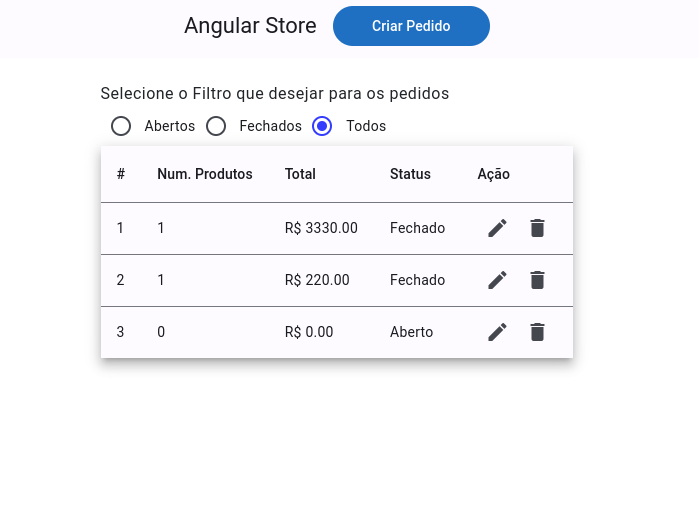 Angular Store Criar Pedido
Selecione o Filtro que desejar para os pedidos
Abertos Fechados Todos
# Num. Produtos Total Status Ação
1 1 R$ 3330.00 Fechado
2 1 R$ 220.00 Fechado
3 0 R$ 0.00 Aberto